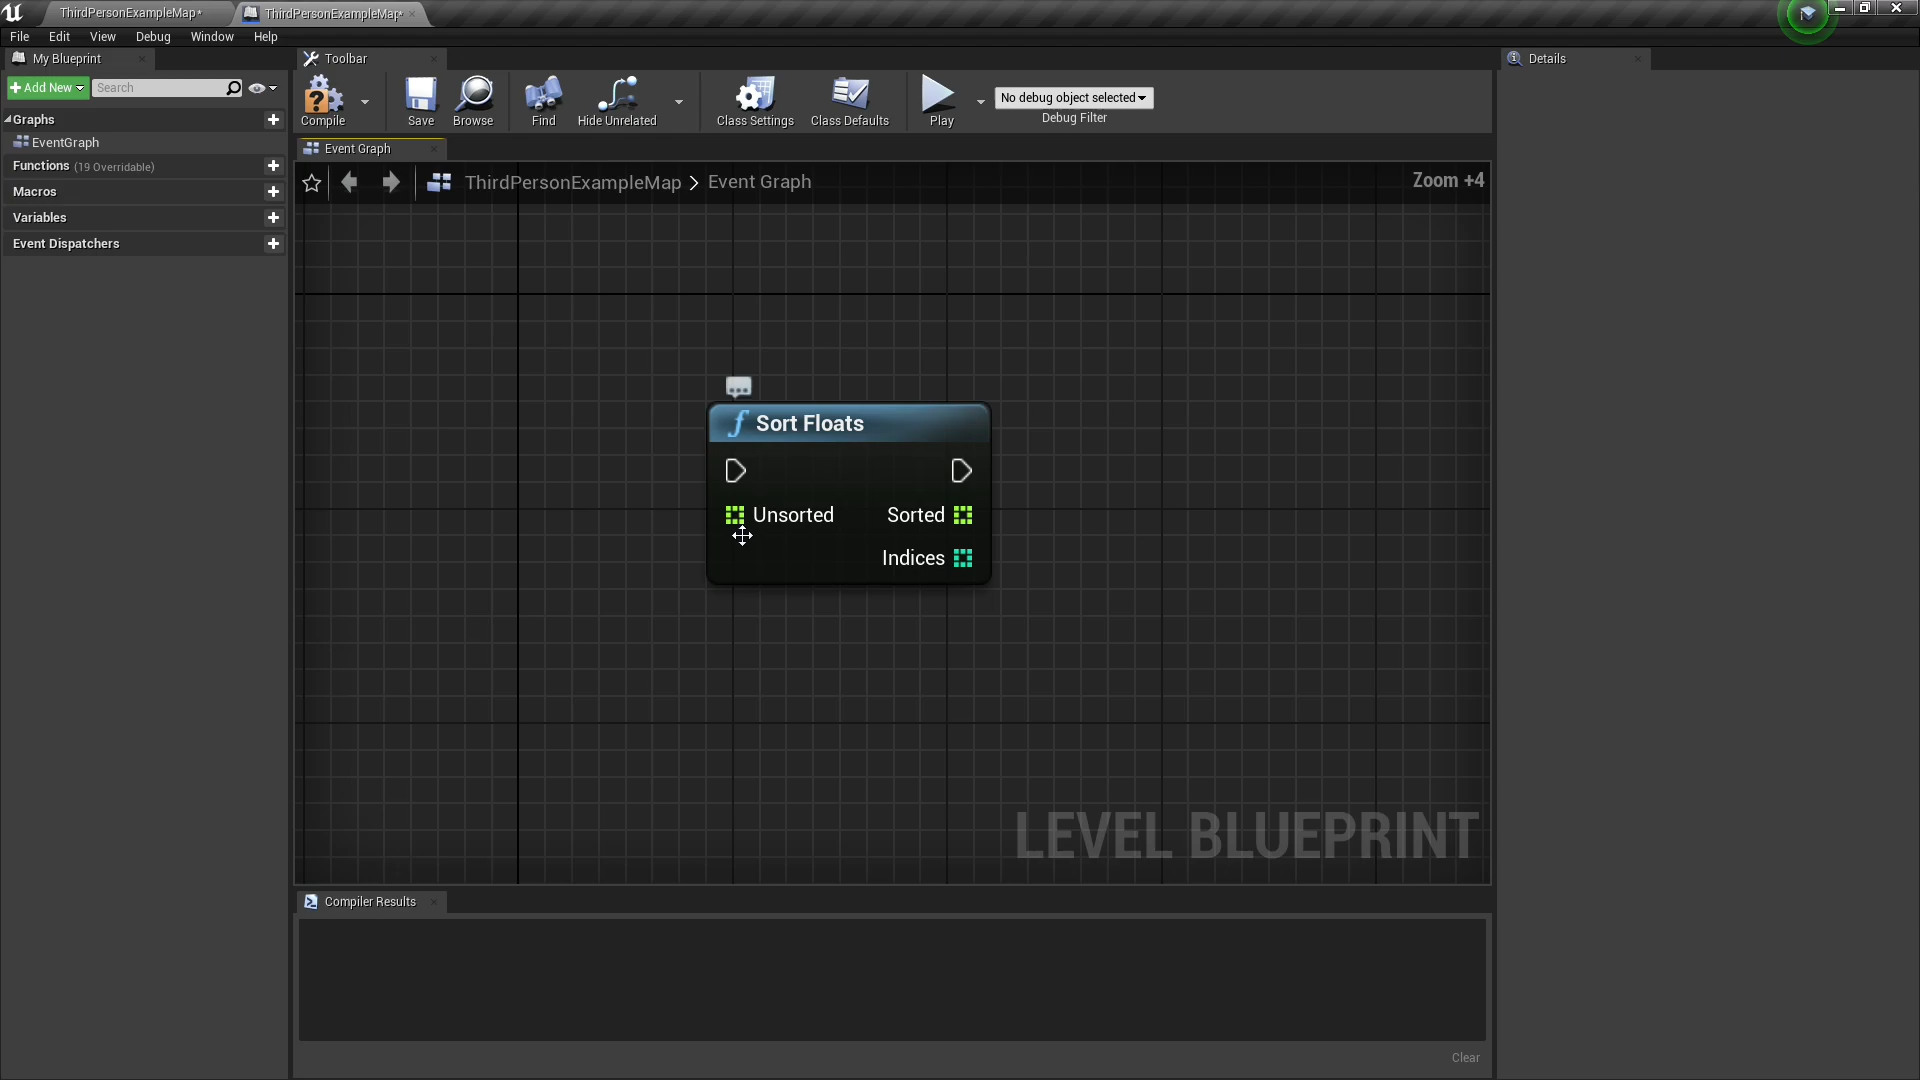 ThirdPersonExampleMap*
ThirdPersonExampleMap*
File Edit View Debug Window Help
My Blueprint
Toolbar
Details
Add New
Search
Compile
Save
Browse
Find
Hide Unrelated
Class Settings
Class Defaults
Play
No debug object selected
Debug Filter
Graphs
EventGraph
Functions (19 Overridable)
Macros
Variables
Event Dispatchers
Event Graph
ThirdPersonExampleMap > Event Graph
Zoom +4
f Sort Floats
Unsorted Sorted
Indices
LEVEL BLUEPRINT
Compiler Results
Clear